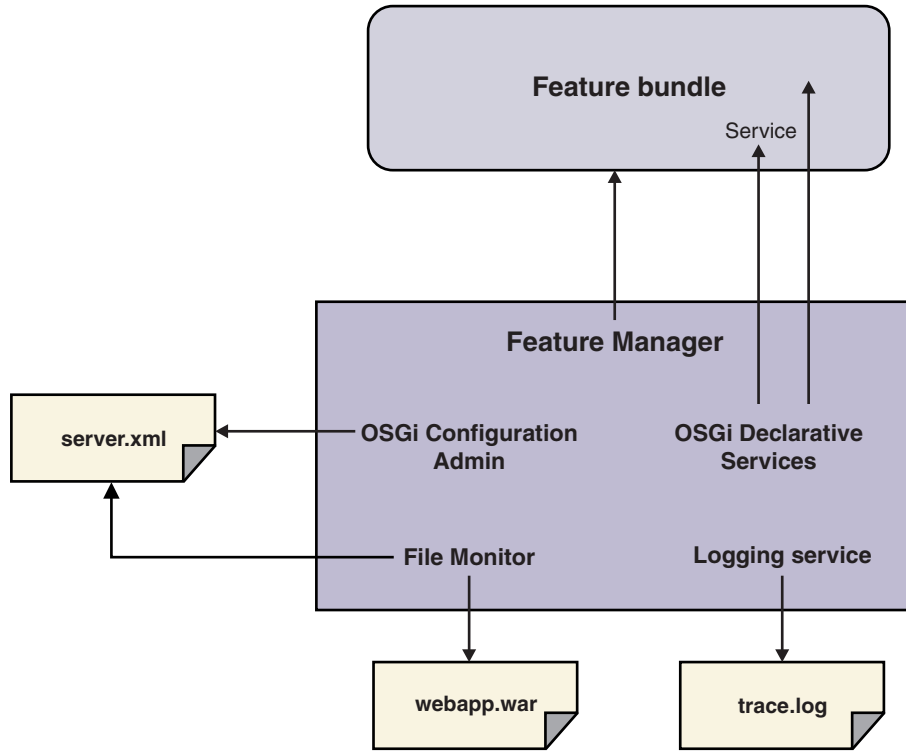 Feature bundle
Service
Feature Manager
server.xml
OSGi Configuration
Admin
OSGi Declarative
Services
File Monitor
Logging service
webapp.war
trace.log